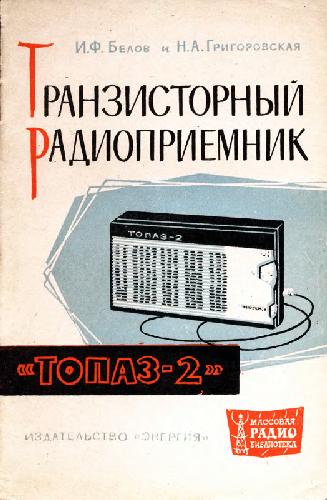 И.Ф. БЕЛОВ И Н.А. ГРИГОРОВСКАЯ
ТРАНЗИСТОРНЫЙ
РАДИОПРИЕМНИК
ТОПАЗ-2
«ТОПАЗ-2»
МАССОВАЯ
РАДИО
БИБЛИОТЕКА
ИЗДАТЕЛЬСТВО «ЭНЕРГИЯ»